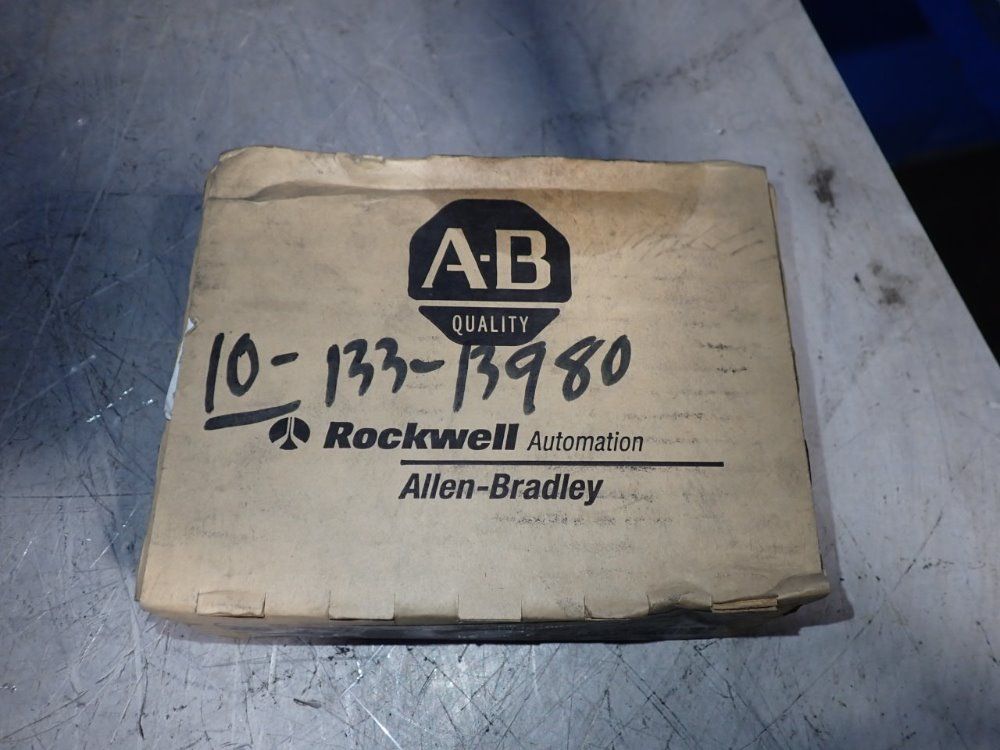 A-B
QUALITY
10-133-13980
Rockwell Automation
Allen-Bradley